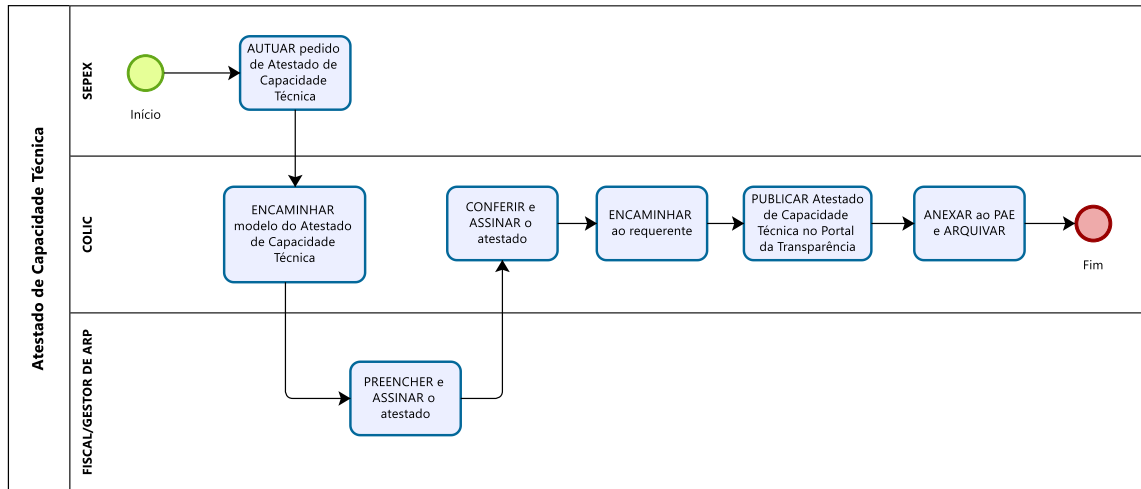 Atestado de Capacidade Técnica
SEPEX
Início
AUTUAR pedido
de Atestado de
Capacidade
Técnica
COLIC
ENCAMINHAR
modelo do Atestado
de Capacidade
Técnica
CONFERIR e
ASSINAR o
atestado
ENCAMINHAR
ao requerente
PUBLICAR Atestado
de Capacidade
Técnica no Portal
da Transparência
ANEXAR ao PAE
e ARQUIVAR
Fim
FISCAL/GESTOR DE ARP
PREENCHER e
ASSINAR o
atestado